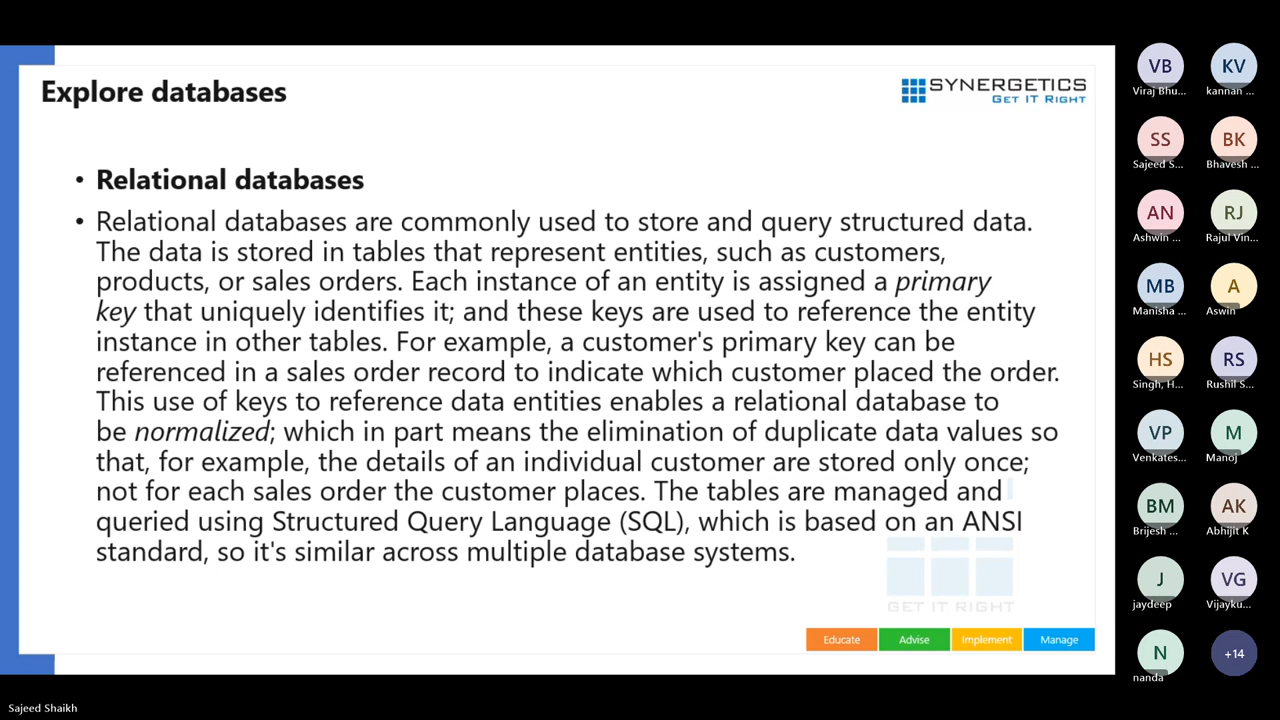 Explore databases
SYNERGETICS
GET IT RIGHT
• Relational databases
• Relational databases are commonly used to store and query structured data.
The data is stored in tables that represent entities, such as customers,
products, or sales orders. Each instance of an entity is assigned a primary
key that uniquely identifies it; and these keys are used to reference the entity
instance in other tables. For example, a customer's primary key can be
referenced in a sales order record to indicate which customer placed the order.
This use of keys to reference data entities enables a relational database to
be normalized; which in part means the elimination of duplicate data values so
that, for example, the details of an individual customer are stored only once;
not for each sales order the customer places. The tables are managed and
queried using Structured Query Language (SQL), which is based on an ANSI
standard, so it's similar across multiple database systems.
GET IT RIGHT
Educate Advise Implement Manage
VB KV
Viraj Bhu... kannan ...
SS BK
Sajeed S... Bhavesh ...
AN RJ
Ashwin ... Rajul Vin...
MB A
Manisha ... Aswin
HS RS
Singh, H... Rushil S...
VP M
Venkates... Manoj
BM AK
Brijesh ... Abhijit K
J VG
jaydeep Vijayku...
N +14
nanda
Sajeed Shaikh